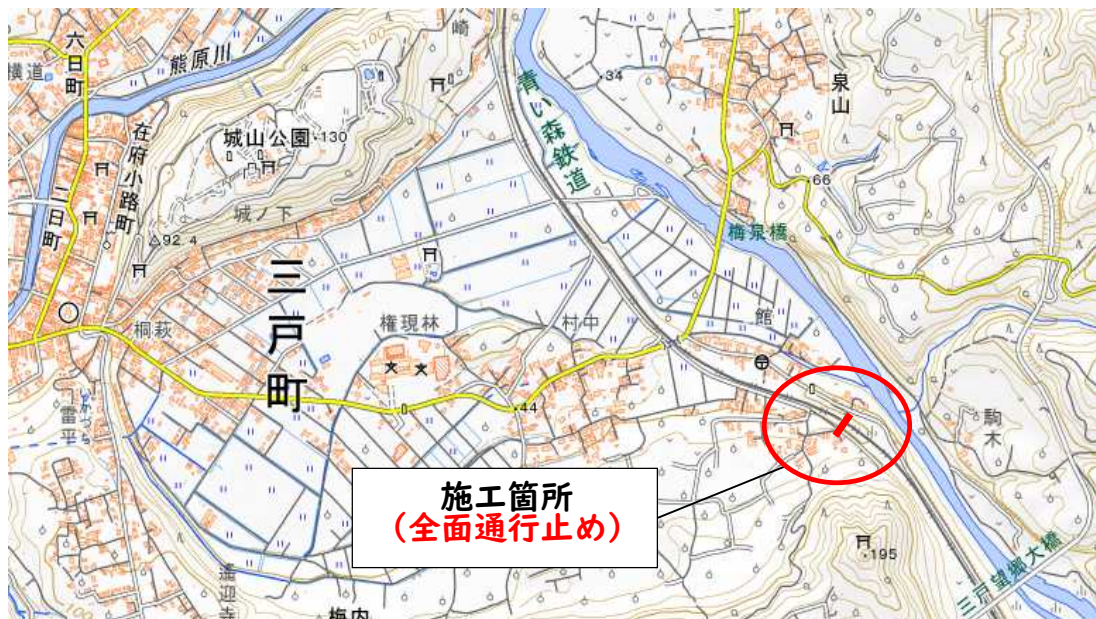 六日町
横道
熊原川
崎
100
青い森鉄道
34
泉山
城山公園
130
在府小路町
66
二日町
城ノ下
92.4
梅泉橋
三戸町
桐萩
権現林
村中
館
44
雷平
駒木
施工箇所
（全面通行止め）
195
三戸望郷大橋
梅内